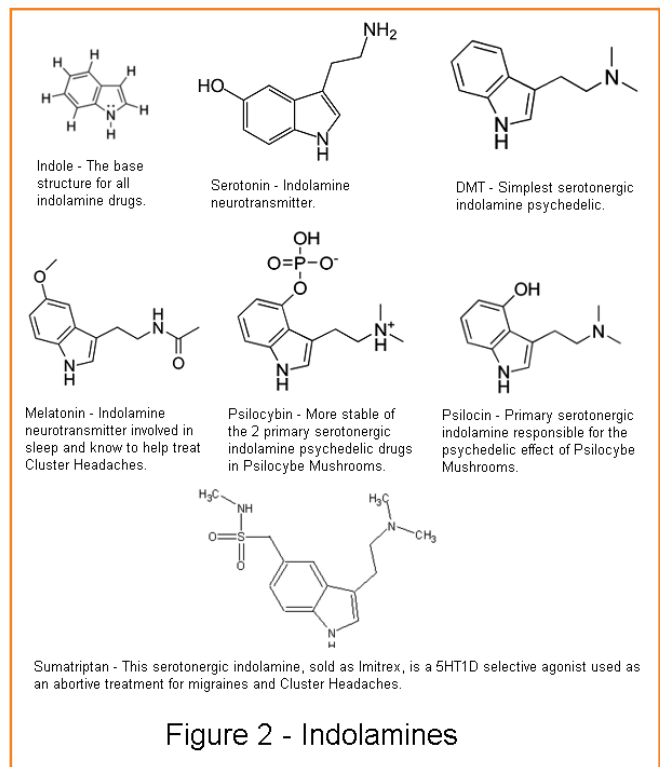 H
H
H
H
H
N
H
Indole - The base
structure for all
indolamine drugs.
NH2
HO
N
H
Serotonin - Indolamine
neurotransmitter.
N
N
H
DMT - Simplest serotonergic
indolamine psychedelic.
O
H
N
O
N
H
Melatonin - Indolamine
neurotransmitter involved in
sleep and know to help treat
Cluster Headaches.
OH
O=P-O-
O
N+
H
N
H
Psilocybin - More stable of
the 2 primary serotonergic
indolamine psychedelic drugs
in Psilocybe Mushrooms.
OH
N
N
H
Psilocin - Primary serotonergic
indolamine responsible for the
psychedelic effect of Psilocybe
Mushrooms.
H3C
NH
O=S
O
H3C
N
CH3
N
H
Sumatriptan - This serotonergic indolamine, sold as Imitrex, is a 5HT1D selective agonist used as
an abortive treatment for migraines and Cluster Headaches.
Figure 2 - Indolamines